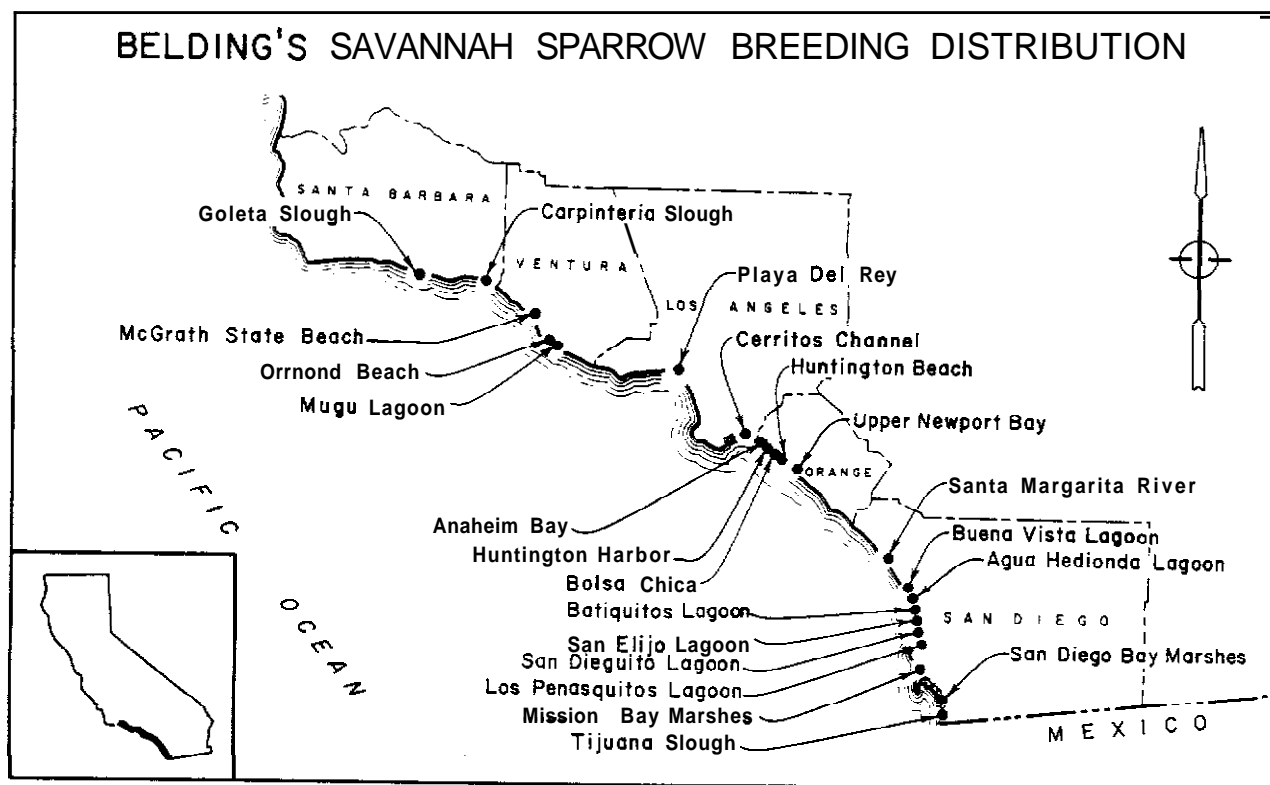 BELDING'S SAVANNAH SPARROW BREEDING DISTRIBUTION
SANTA BARBARA
Goleta Slough
Carpinteria Slough
VENTURA
Playa Del Rey
LOS ANGELES
McGrath State Beach
Cerritos Channel
Orrnond Beach
Huntington Beach
Mugu Lagoon
Upper Newport Bay
PACIFIC
OCEAN
ORANGE
Santa Margarita River
Anaheim Bay
Buena Vista Lagoon
Huntington Harbor
Agua Hedionda Lagoon
Bolsa Chica
Batiquitos Lagoon
SAN DIEGO
San Elijo Lagoon
San Dieguito Lagoon
San Diego Bay Marshes
Los Penasquitos Lagoon
Mission Bay Marshes
Tijuana Slough
MEXICO